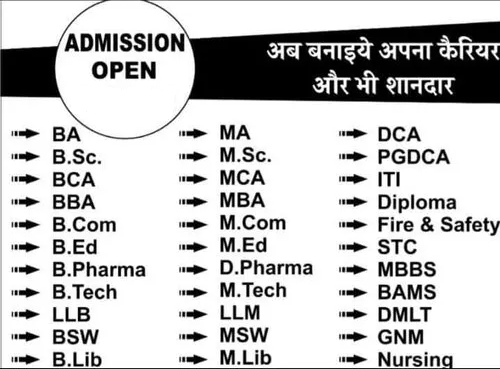 ADMISSION
OPEN
अब बनाइये अपना कैरियर
और भी शानदार
BA
B.Sc.
BCA
BBA
B.Com
B.Ed
B.Pharma
B.Tech
LLB
BSW
B.Lib
MA
M.Sc.
MCA
MBA
M.Com
M.Ed
D.Pharma
M.Tech
LLM
MSW
M.Lib
DCA
PGDCA
ITI
Diploma
Fire & Safety
STC
MBBS
BAMS
DMLT
GNM
Nursing